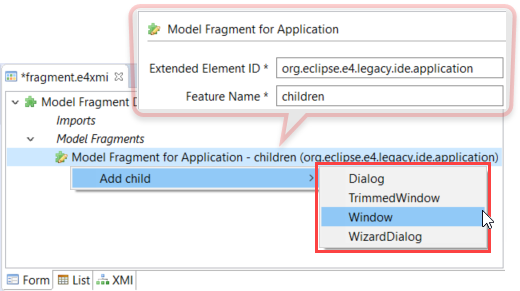 Model Fragment for Application
Extended Element ID * org.eclipse.e4.legacy.ide.application
Feature Name * children
*fragment.e4xmi
Model Fragment D
Imports
Model Fragments
Model Fragment for Application - children (org.eclipse.e4.legacy.ide.application)
Add child
Dialog
TrimmedWindow
Window
WizardDialog
Form List XMI